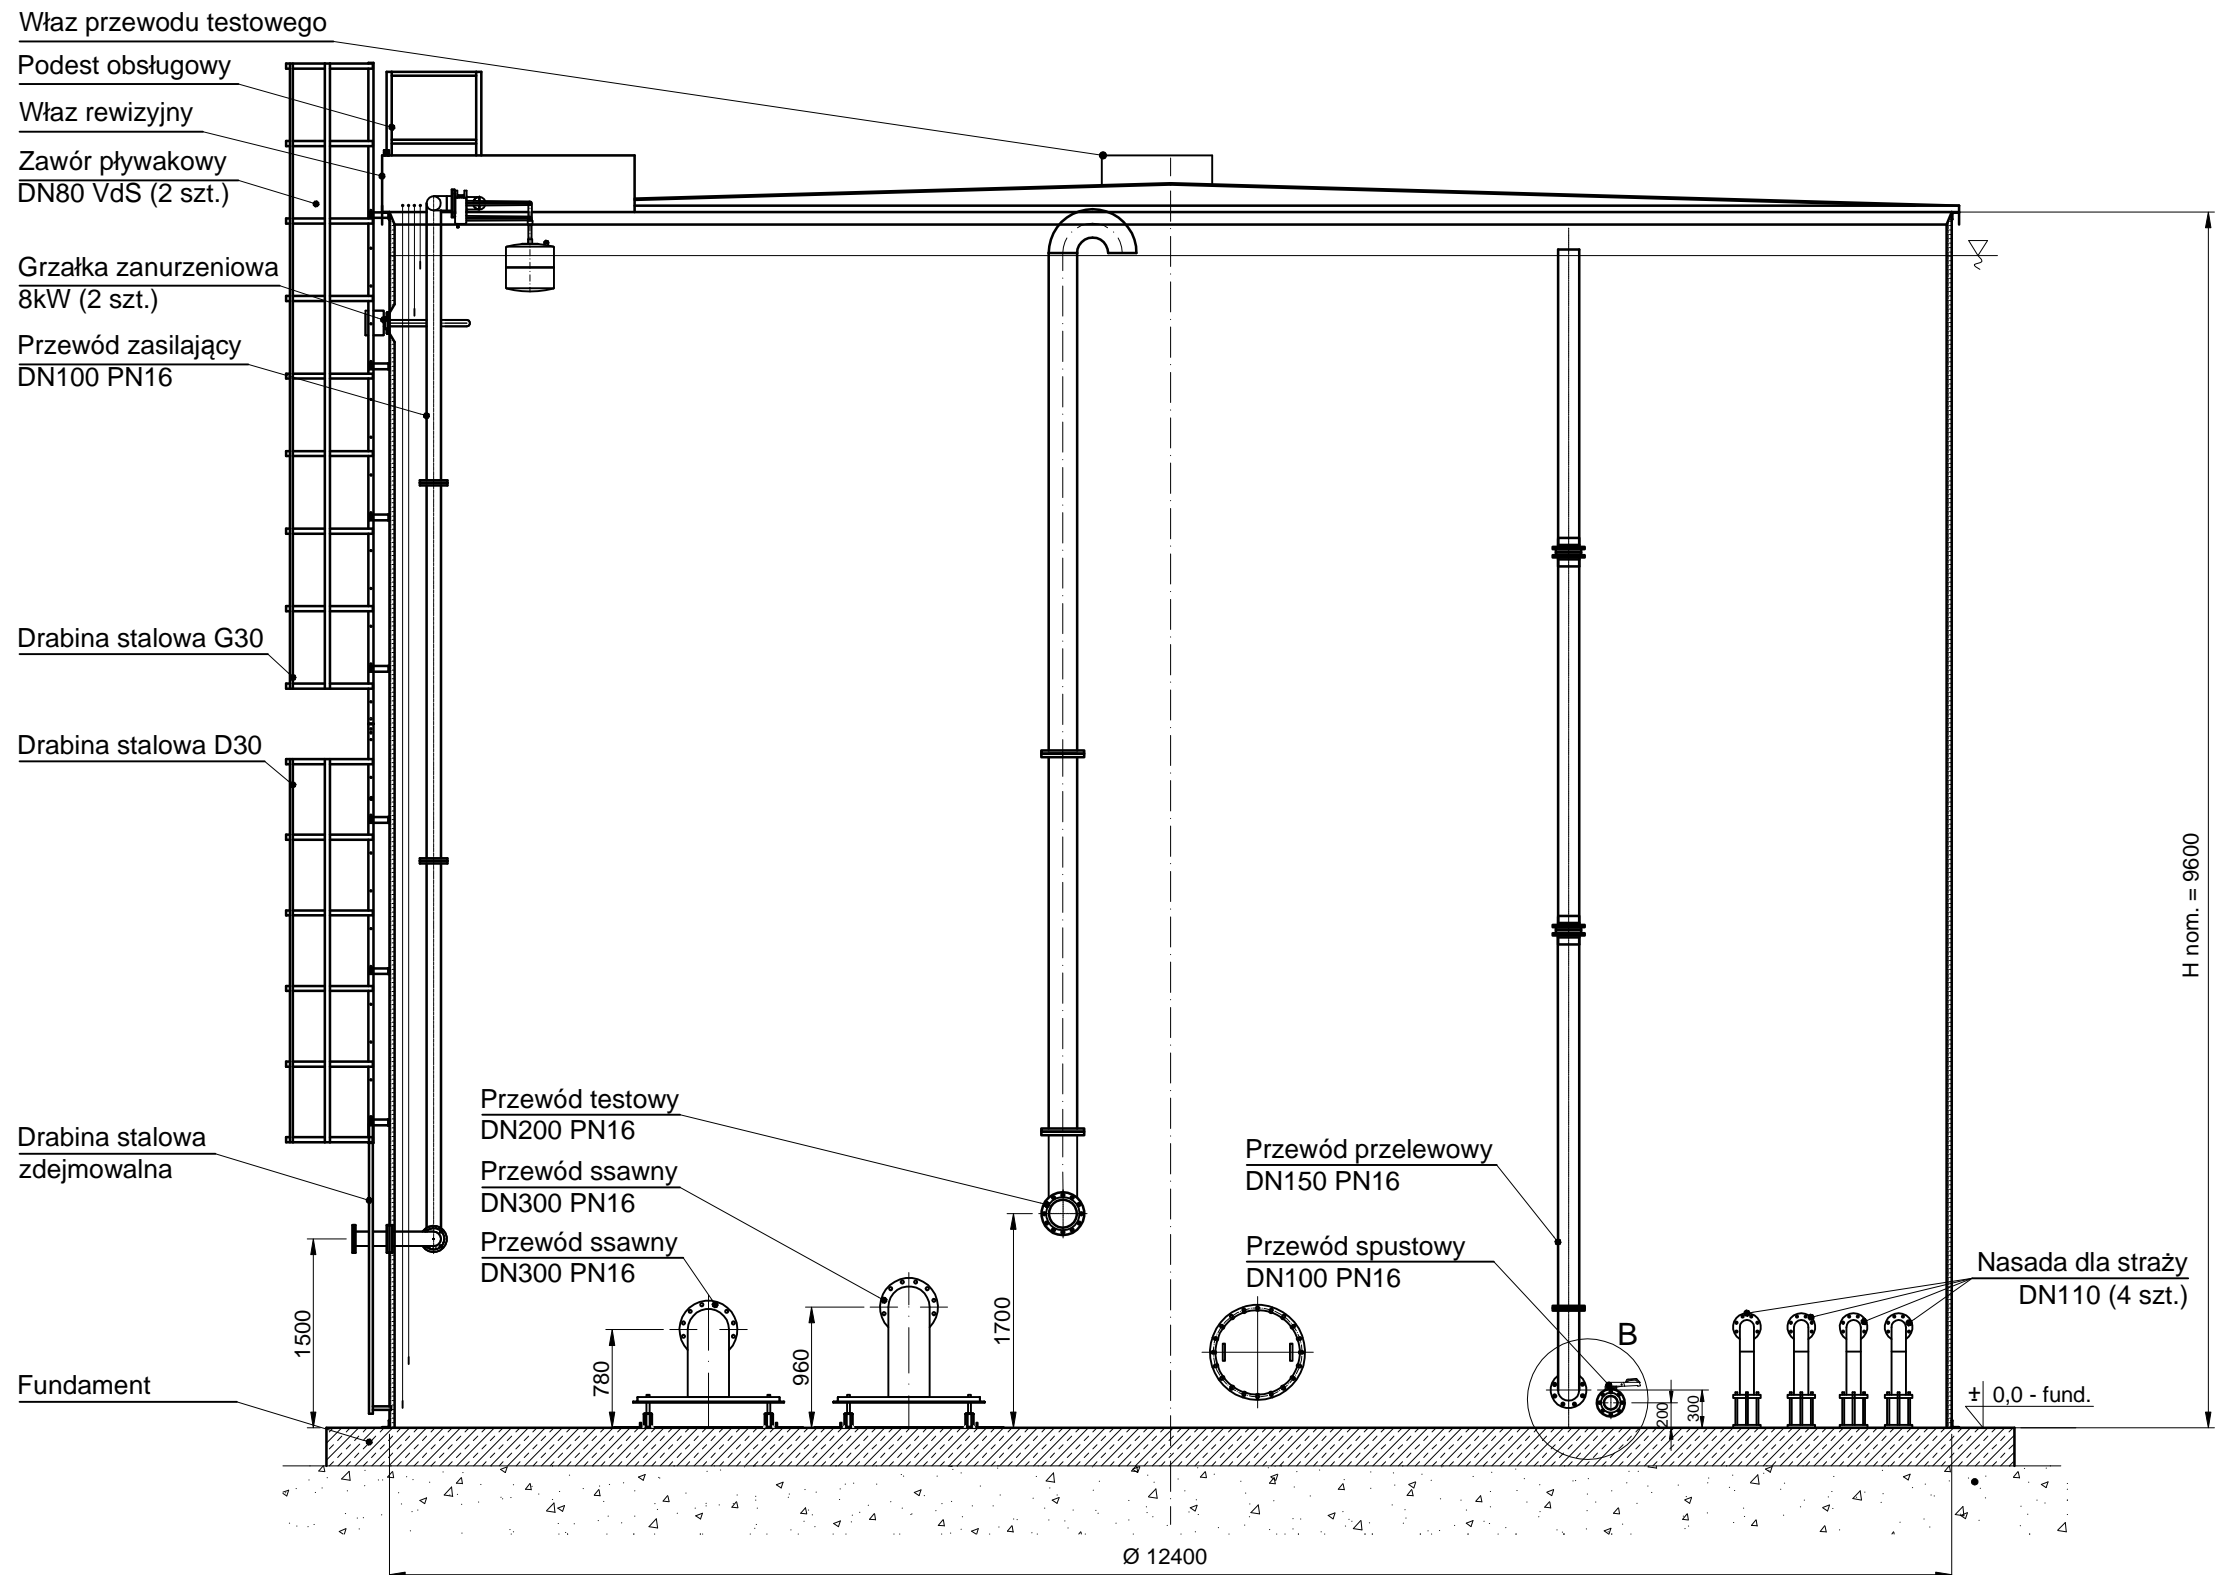 Właz przewodu testowego
Podest obsługowy
Właz rewizyjny
Zawór pływakowy
DN80 VdS (2 szt.)
Grzałka zanurzeniowa
8kW (2 szt.)
Przewód zasilający
DN100 PN16
Drabina stalowa G30
Drabina stalowa D30
Drabina stalowa
zdejmowalna
Fundament
Przewód testowy
DN200 PN16
Przewód ssawny
DN300 PN16
Przewód ssawny
DN300 PN16
Przewód przelewowy
DN150 PN16
Przewód spustowy
DN100 PN16
Nasada dla straży
DN110 (4 szt.)
B
1500
780
960
1700
200
300
± 0,0 - fund.
H nom. = 9600
Ø 12400